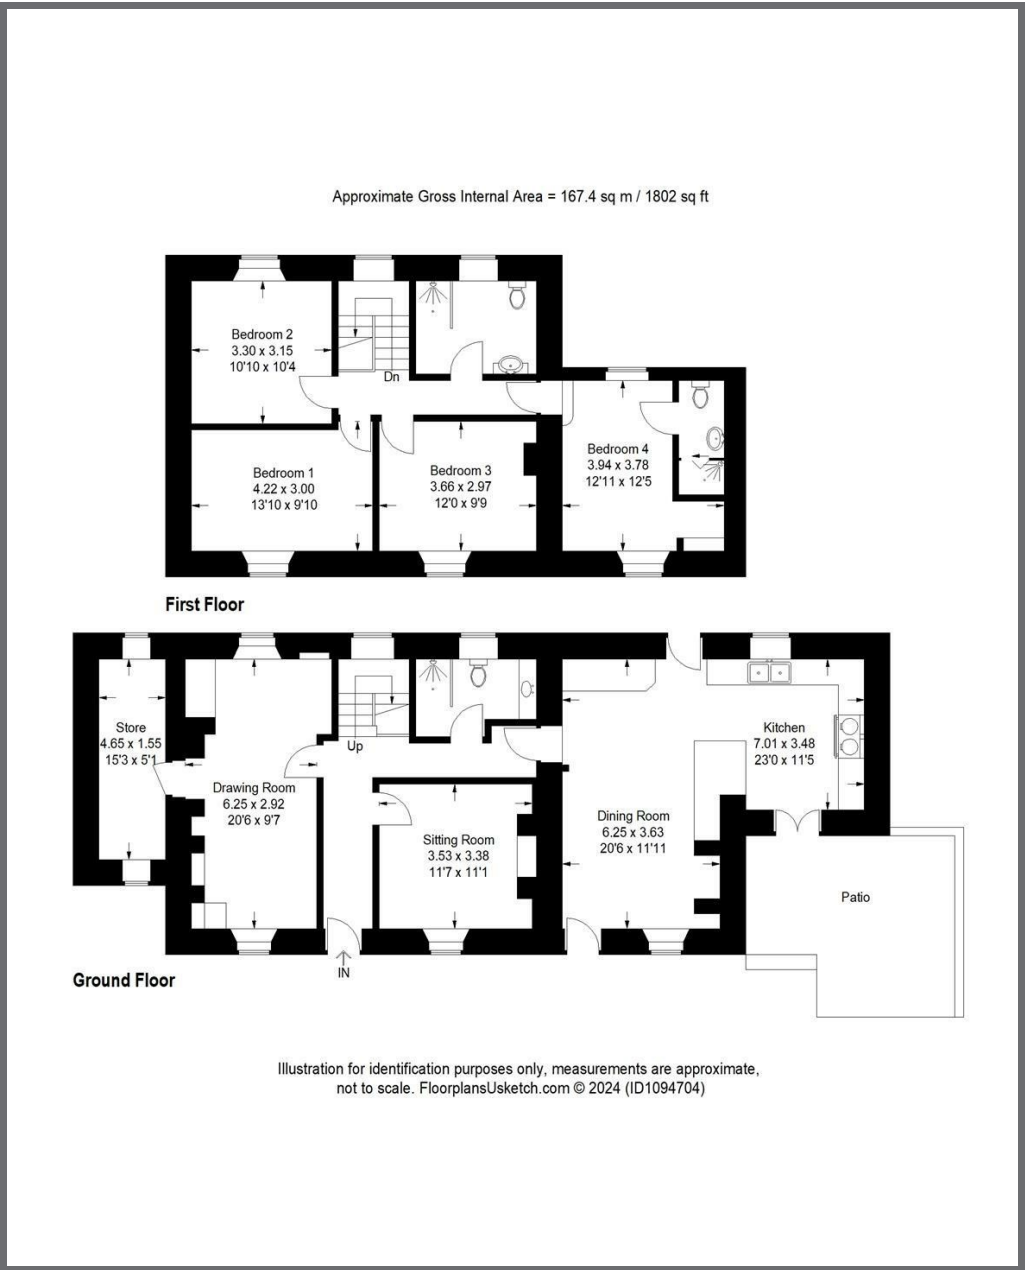 Approximate Gross Internal Area = 167.4 sq m / 1802 sq ft
Bedroom 2
3.30 x 3.15
10'10 x 10'4
Dn
Bedroom 1
4.22 x 3.00
13'10 x 9'10
Bedroom 3
3.66 x 2.97
12'0 x 9'9
Bedroom 4
3.94 x 3.78
12'11 x 12'5
First Floor
Store
4.65 x 1.55
15'3 x 5'1
Up
Drawing Room
6.25 x 2.92
20'6 x 9'7
Sitting Room
3.53 x 3.38
11'7 x 11'1
Dining Room
6.25 x 3.63
20'6 x 11'11
Kitchen
7.01 x 3.48
23'0 x 11'5
Patio
IN
Ground Floor
Illustration for identification purposes only, measurements are approximate,
not to scale. FloorplansUsketch.com © 2024 (ID1094704)